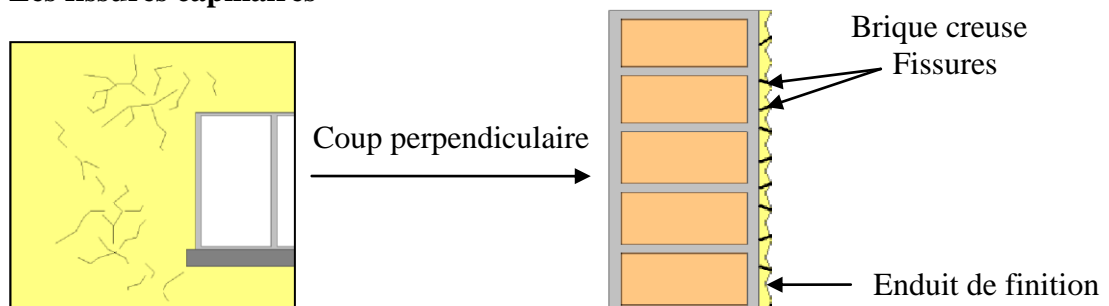 Les fissures capillaires
Brique creuse
Fissures
Coup perpendiculaire
Enduit de finition